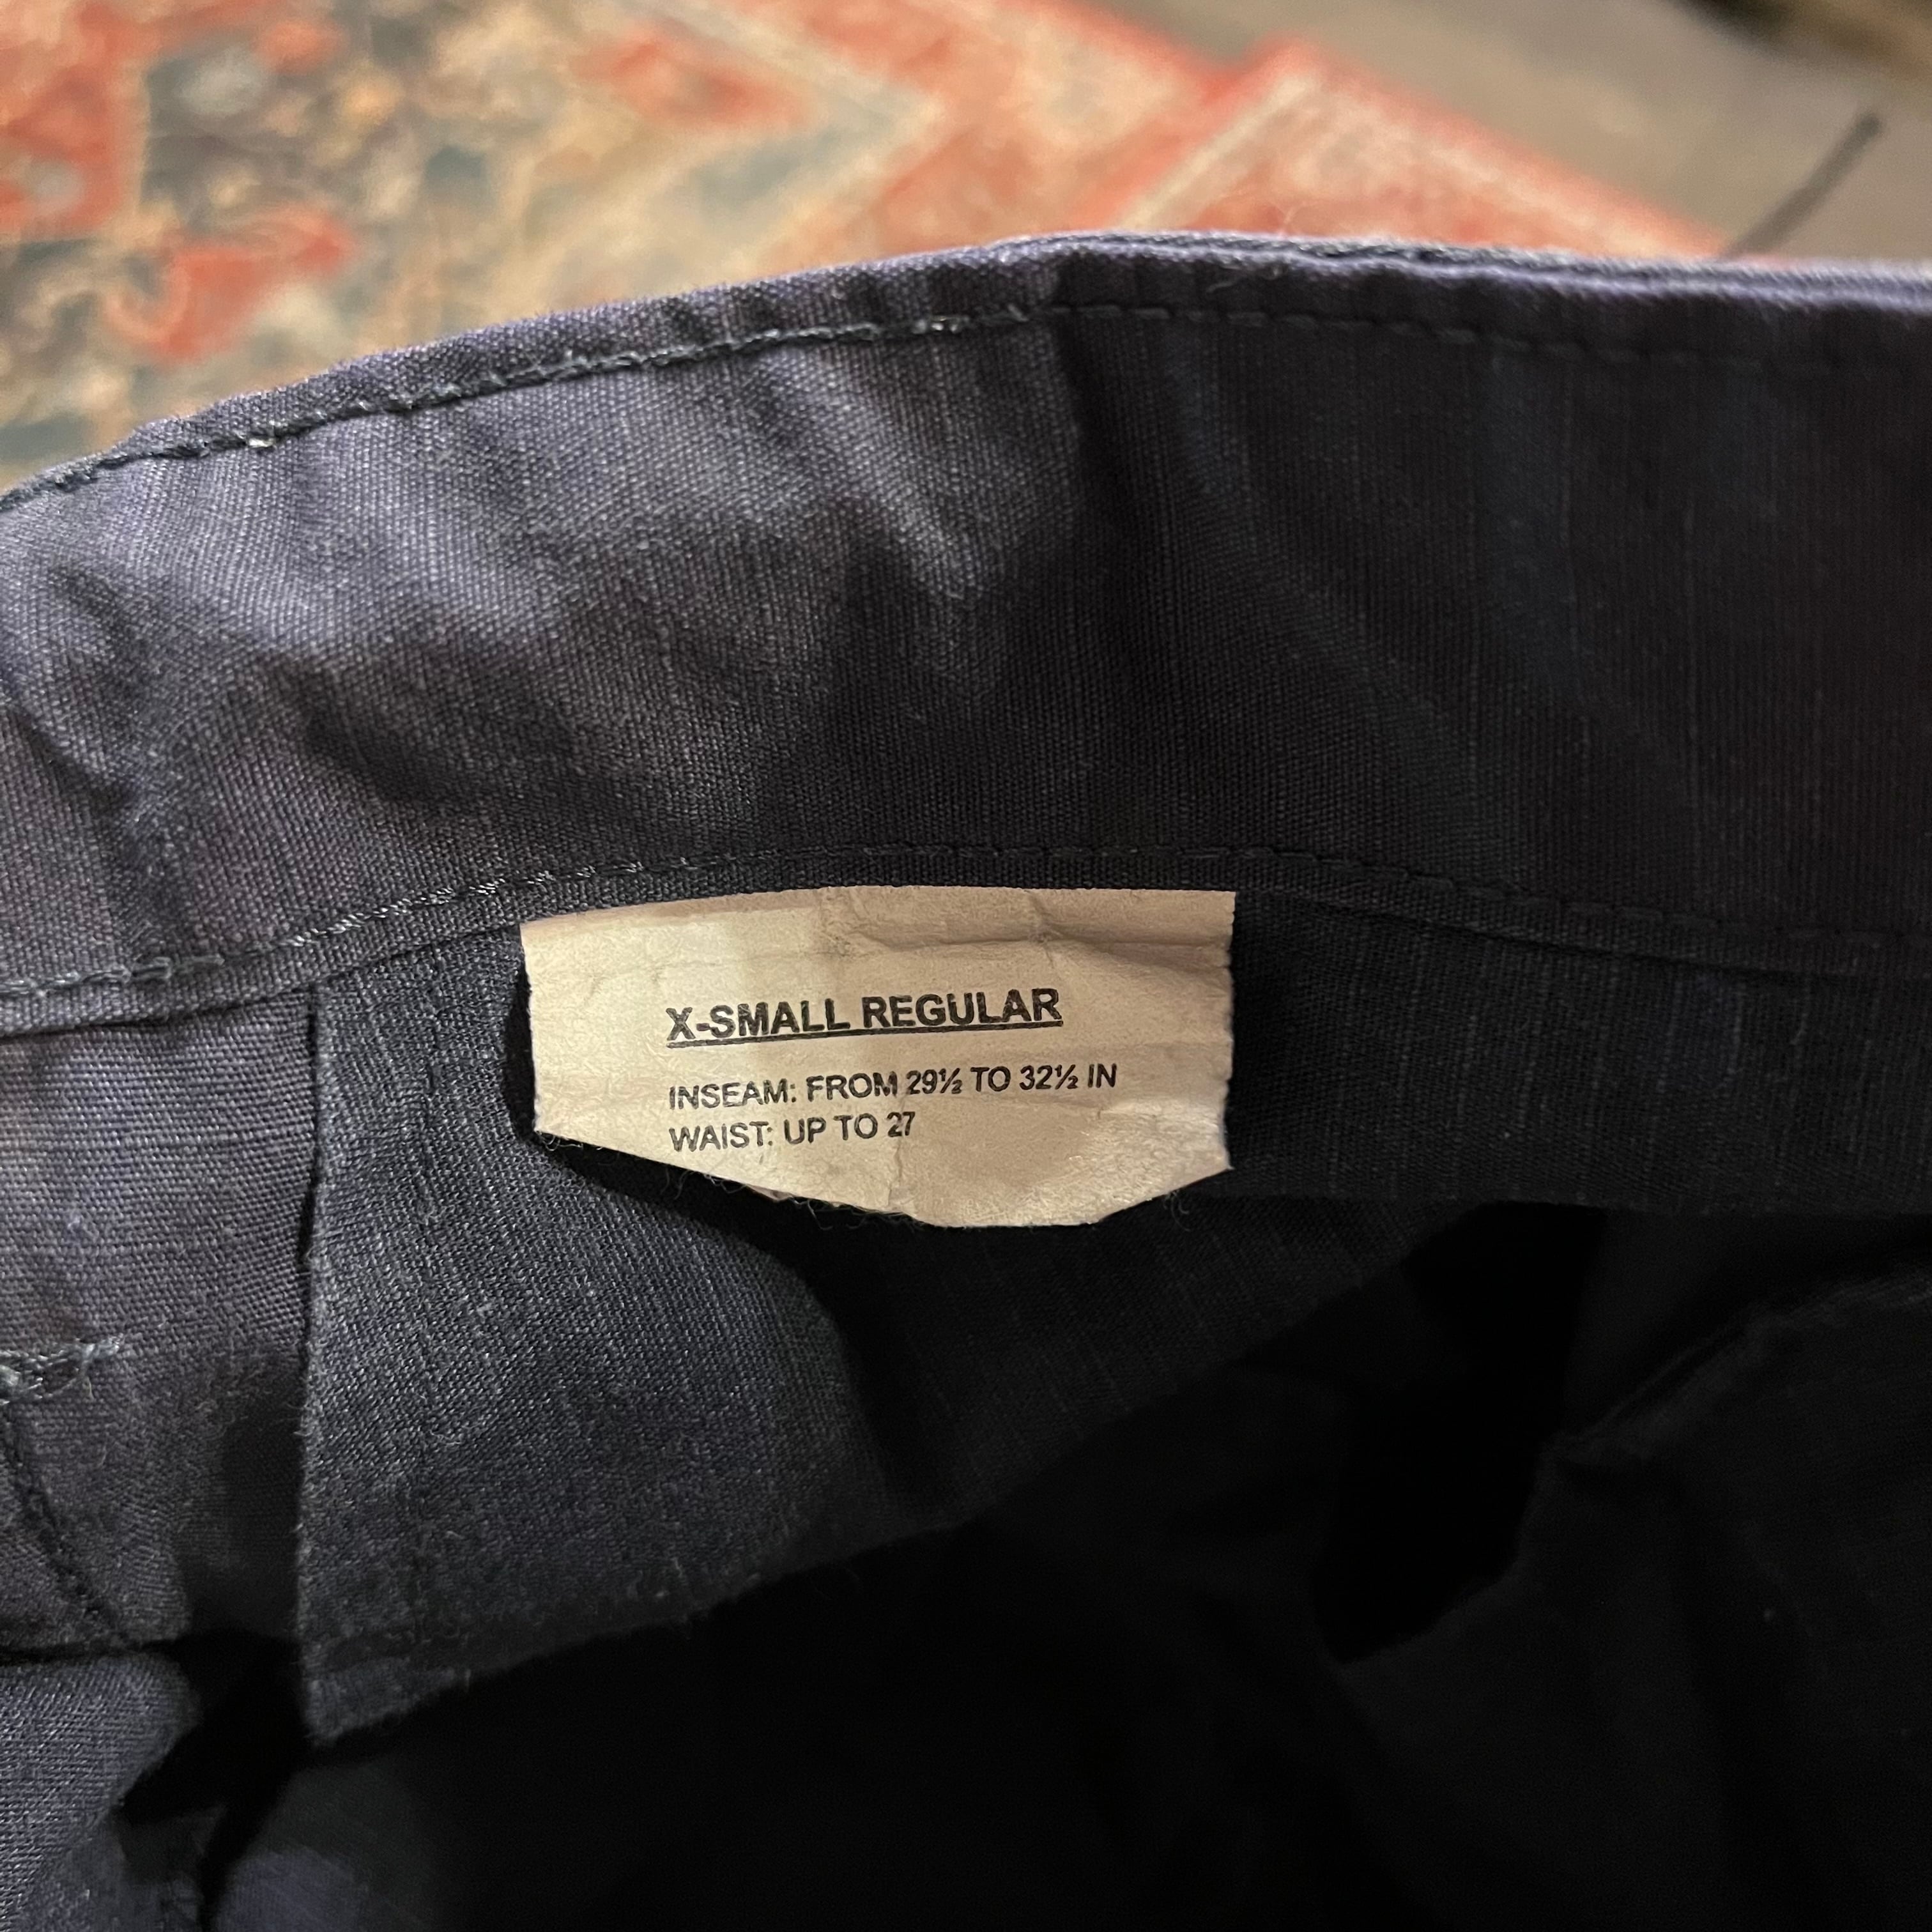 X-SMALL REGULAR
INSEAM: FROM 29½ TO 32½ IN
WAIST: UP TO 27